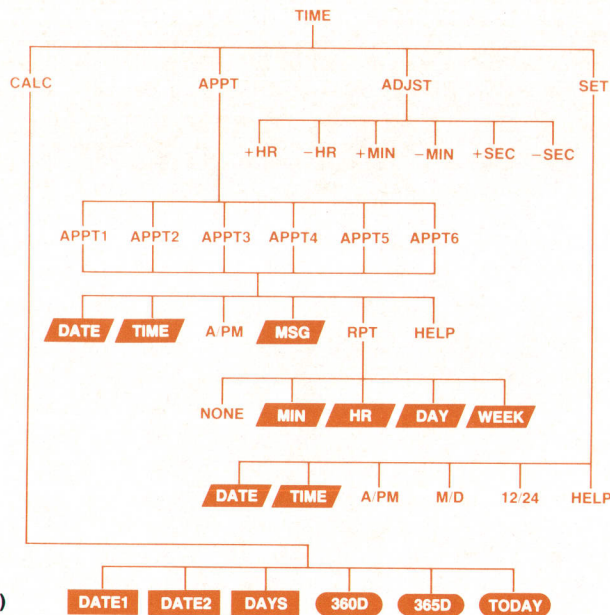 TIME
CALC APPT ADJST SET
+HR −HR +MIN −MIN +SEC −SEC
APPT1 APPT2 APPT3 APPT4 APPT5 APPT6
DATE TIME A/PM MSG RPT HELP
NONE MIN HR DAY WEEK
DATE TIME A/PM M/D 12/24 HELP
) DATE1 DATE2 DAYS 360D 365D TODAY